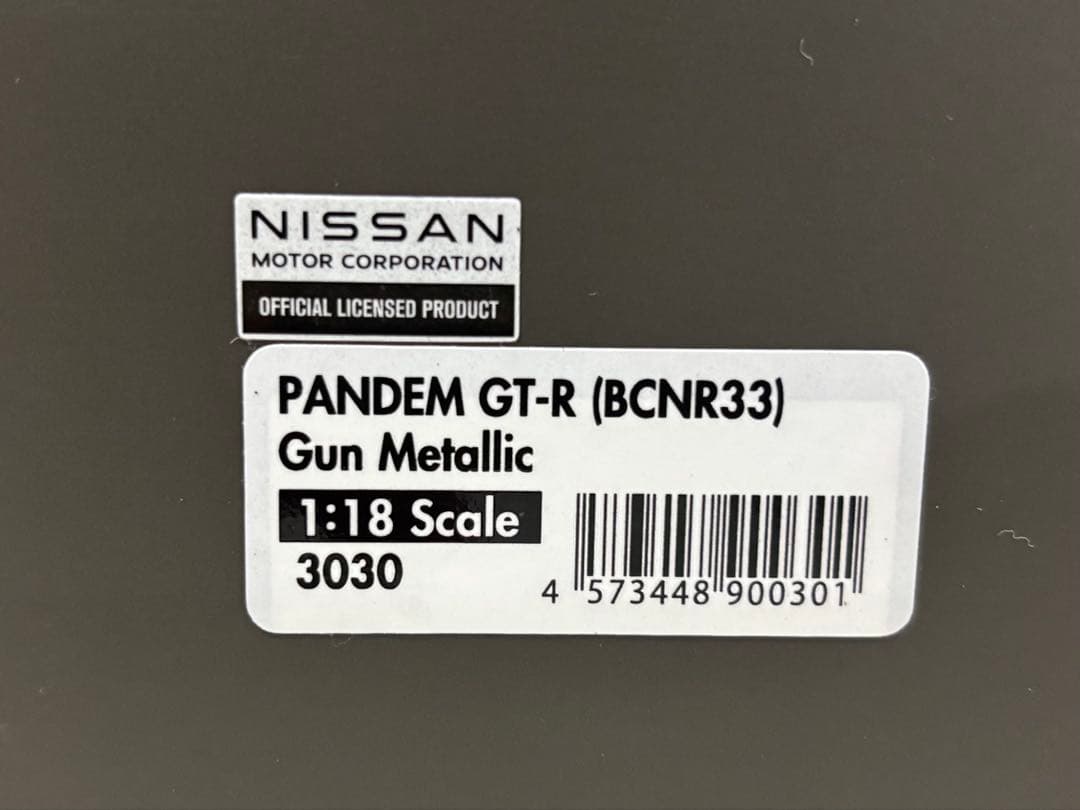 NISSAN
MOTOR CORPORATION
OFFICIAL LICENSED PRODUCT
PANDEM GT-R (BCNR33)
Gun Metallic
1:18 Scale
3030
4 573448 900301